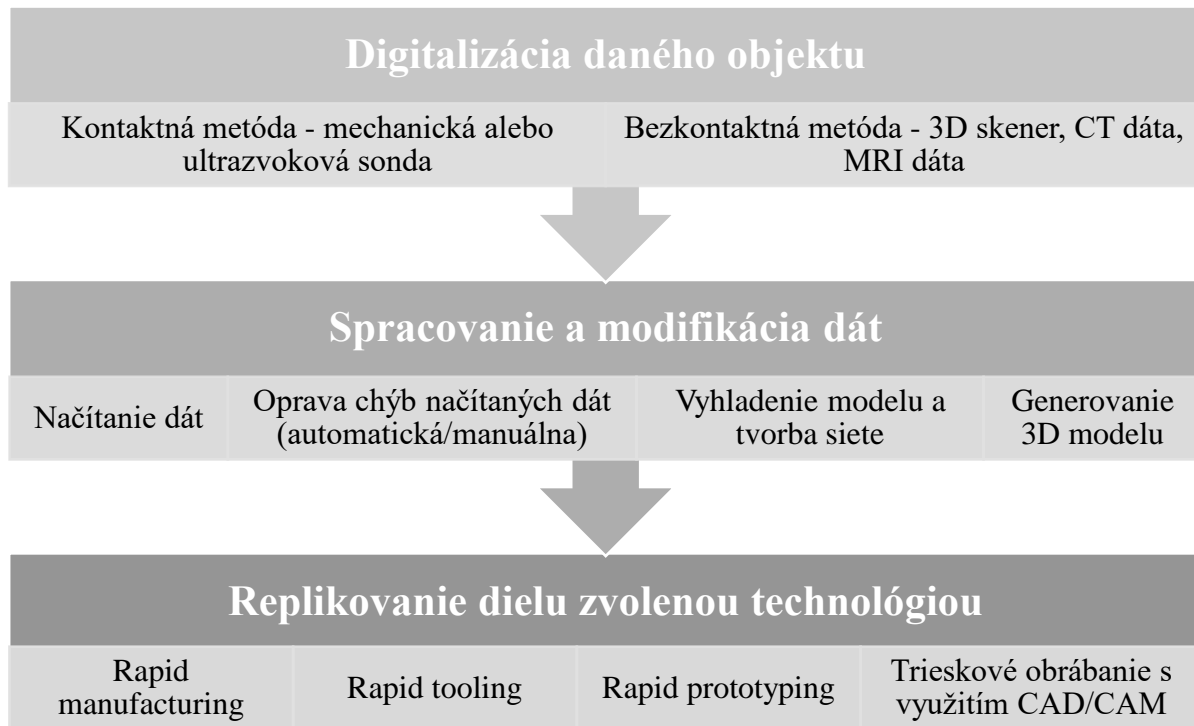 Digitalizácia daného objektu
Kontaktná metóda - mechanická alebo
ultrazvoková sonda
Bezkontaktná metóda - 3D skener, CT dáta,
MRI dáta
Spracovanie a modifikácia dát
Načítanie dát
Oprava chýb načítaných dát
(automatická/manuálna)
Vyhladenie modelu a
tvorba siete
Generovanie
3D modelu
Replikovanie dielu zvolenou technológiou
Rapid
manufacturing
Rapid tooling
Rapid prototyping
Trieskové obrábanie s
využitím CAD/CAM